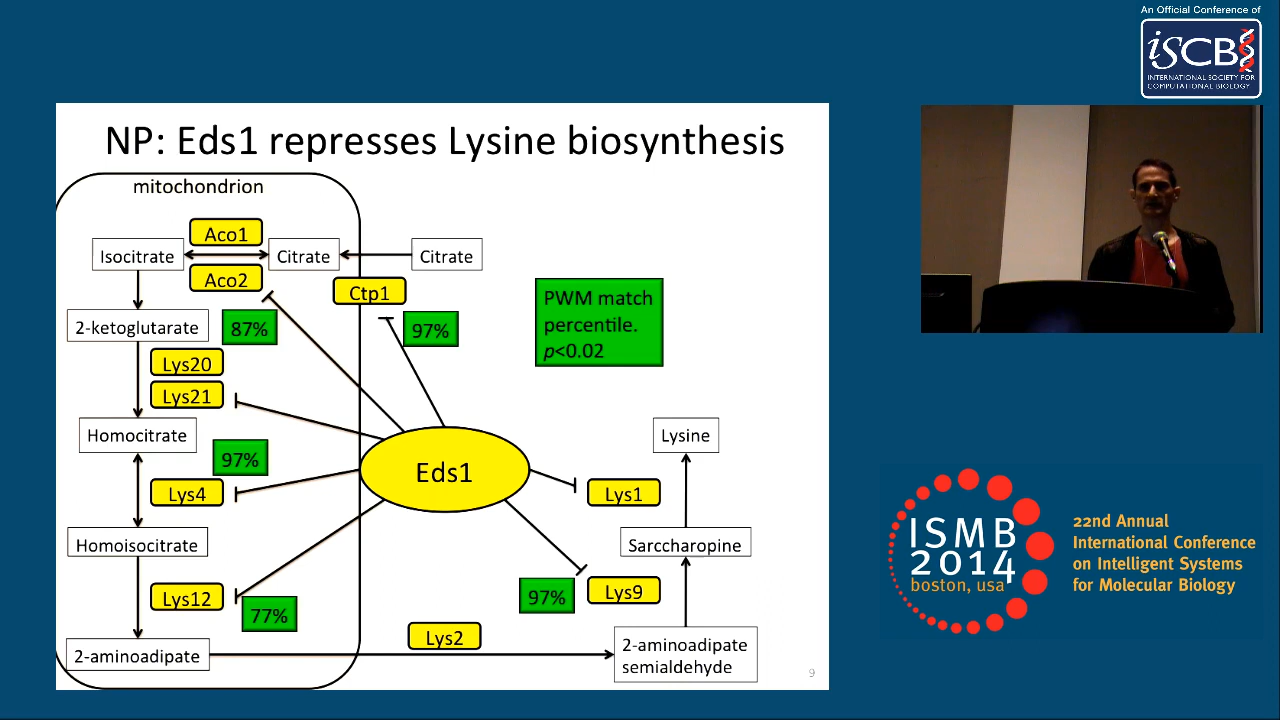 An Official Conference of
iSCB
INTERNATIONAL SOCIETY FOR
COMPUTATIONAL BIOLOGY
NP: Eds1 represses Lysine biosynthesis
mitochondrion
Aco1
Isocitrate
Citrate
Citrate
Aco2
Ctp1
PWM match
percentile.
p<0.02
2-ketoglutarate
87%
97%
Lys20
Lys21
Homocitrate
Lysine
97%
Eds1
Lys4
Lys1
Homoisocitrate
Sarccharopine
Lys12
77%
97%
Lys9
Lys2
2-aminoadipate
2-aminoadipate
semialdehyde
9
ISMB
2014
boston, usa
22nd Annual
International Conference
on Intelligent Systems
for Molecular Biology